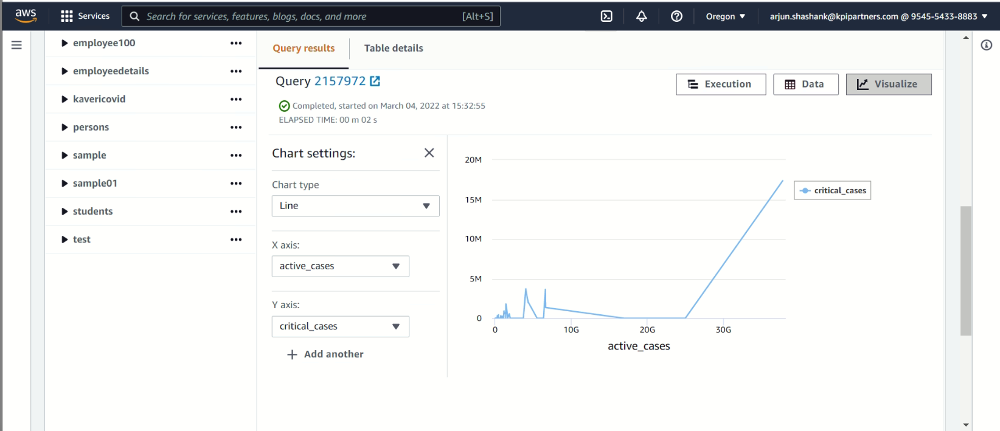 aws
Services
Search for services, features, blogs, docs, and more
[Alt+S]
Oregon
arjun.shashank@kpipartners.com @ 9545-5433-8883
employee100
employeedetails
kavericovid
persons
sample
sample01
students
test
Query results
Table details
Query 2157972
Execution
Data
Visualize
Completed, started on March 04, 2022 at 15:32:55
ELAPSED TIME: 00 m 02 s
Chart settings:
Chart type
Line
X axis:
active_cases
Y axis:
critical_cases
Add another
20M
15M
10M
5M
0
0
10G
20G
30G
active_cases
critical_cases